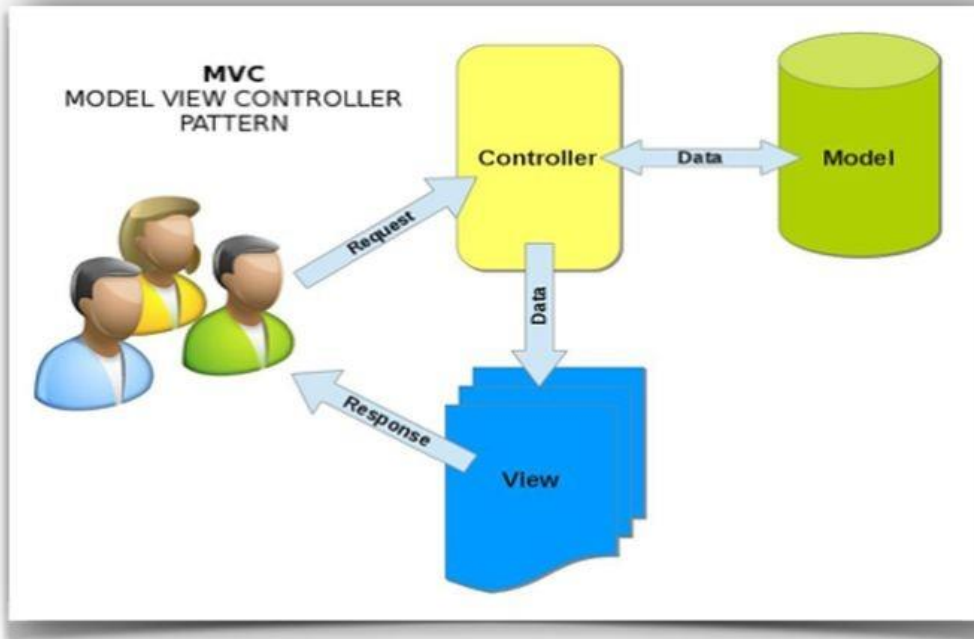 MVC
MODEL VIEW CONTROLLER
PATTERN
Controller
Data
Model
Request
Data
Response
View